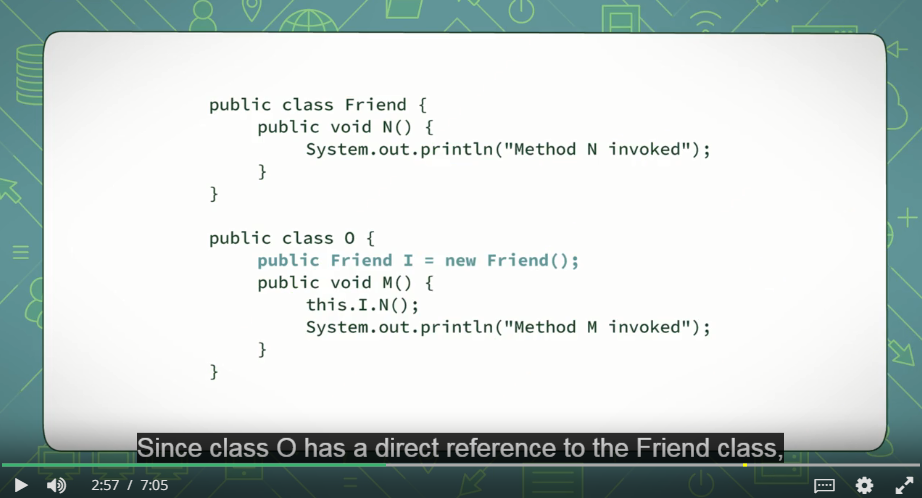 public class Friend {
public void N() {
System.out.println("Method N invoked");
}
}
public class O {
public Friend I = new Friend();
public void M() {
this.I.N();
System.out.println("Method M invoked");
}
}
Since class O has a direct reference to the Friend class,
2:57 / 7:05